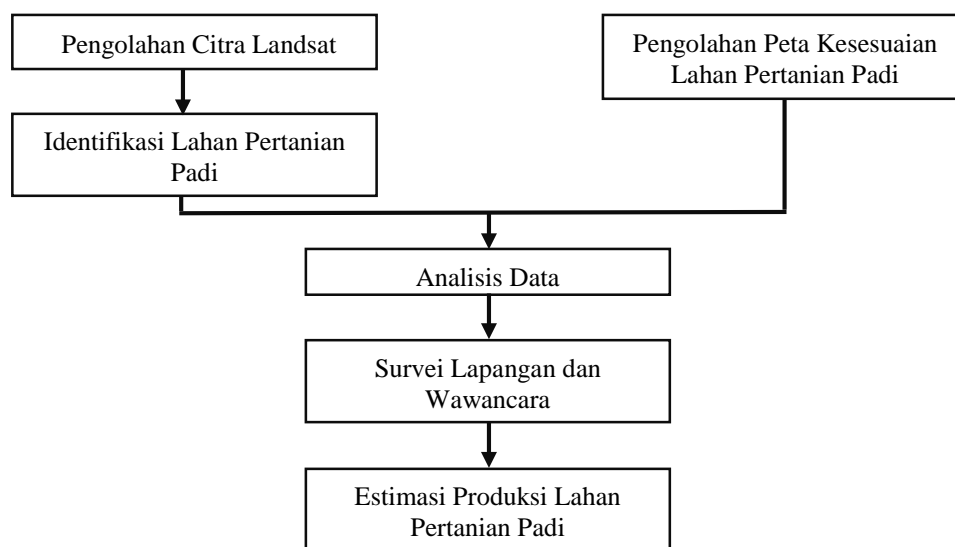 Pengolahan Citra Landsat
Pengolahan Peta Kesesuaian
Lahan Pertanian Padi
Identifikasi Lahan Pertanian
Padi
Analisis Data
Survei Lapangan dan
Wawancara
Estimasi Produksi Lahan
Pertanian Padi